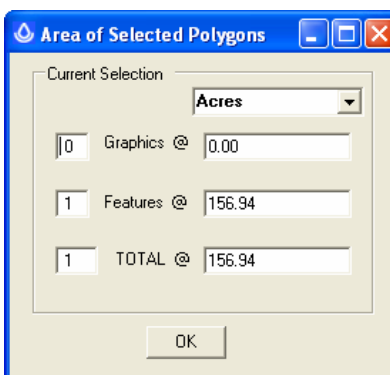 Area of Selected Polygons
Current Selection
Acres
0 Graphics @ 0.00
1 Features @ 156.94
1 TOTAL @ 156.94
OK